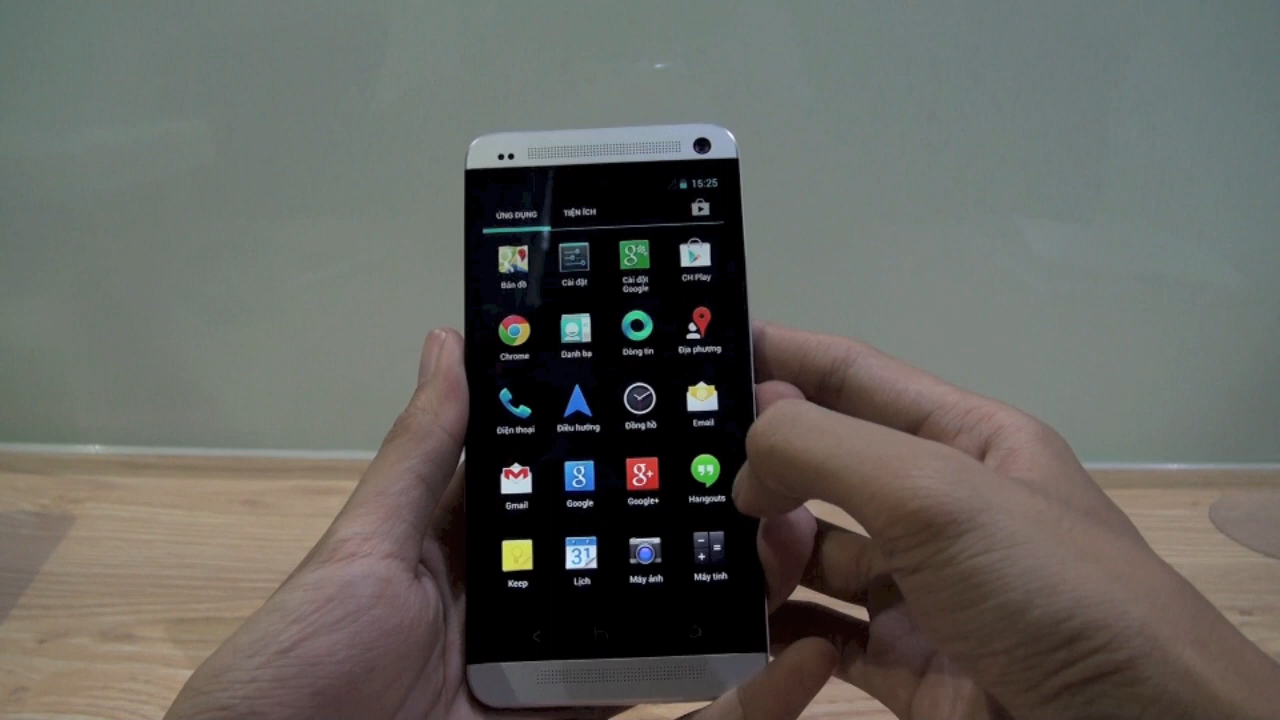 15:25
ỨNG DỤNG TIỆN ÍCH
Bản đồ Cài đặt Cài đặt Google CH Play
Chrome Danh bạ Dòng tin Địa phương
Điện thoại Điều hướng Đồng hồ Email
Gmail Google Google+ Hangouts
Keep Lịch Máy ảnh Máy tính
31